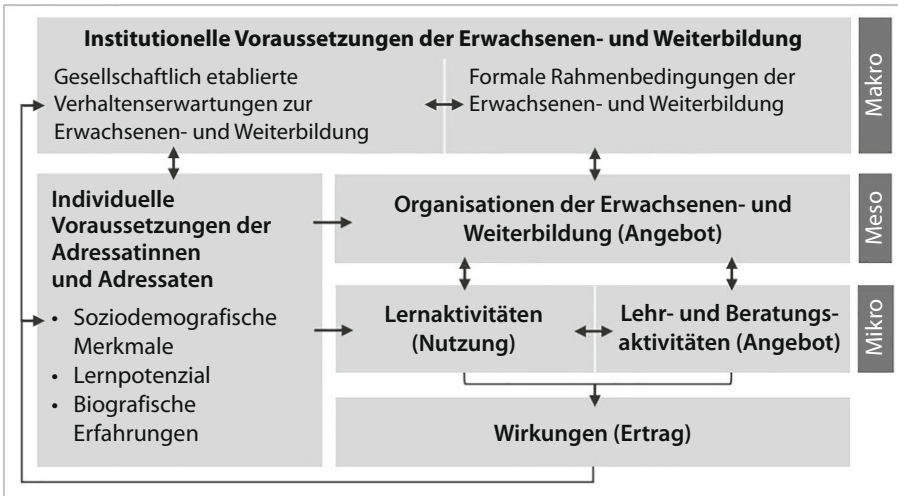 Institutionelle Voraussetzungen der Erwachsenen- und Weiterbildung
Gesellschaftlich etablierte
Verhaltenserwartungen zur
Erwachsenen- und Weiterbildung
Formale Rahmenbedingungen der
Erwachsenen- und Weiterbildung
Makro
Individuelle
Voraussetzungen der
Adressatinnen
und Adressaten
• Soziodemografische
Merkmale
• Lernpotenzial
• Biografische
Erfahrungen
Organisationen der Erwachsenen- und
Weiterbildung (Angebot)
Meso
Lernaktivitäten
(Nutzung)
Lehr- und Beratungs-
aktivitäten (Angebot)
Mikro
Wirkungen (Ertrag)